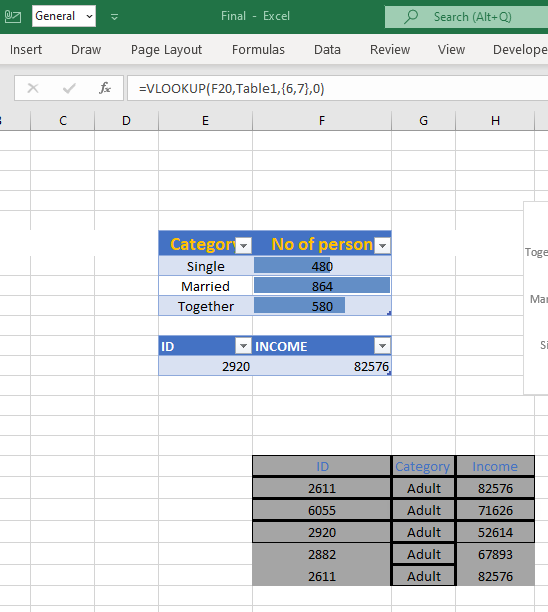 General Final - Excel Search (Alt+Q)
Insert Draw Page Layout Formulas Data Review View Develope
fx =VLOOKUP(F20,Table1,{6,7},0)
C D E F G H
Category No of person
Single 480
Married 864
Together 580
ID INCOME
2920 82576
Toge
Mar
Si
ID Category Income
2611 Adult 82576
6055 Adult 71626
2920 Adult 52614
2882 Adult 67893
2611 Adult 82576